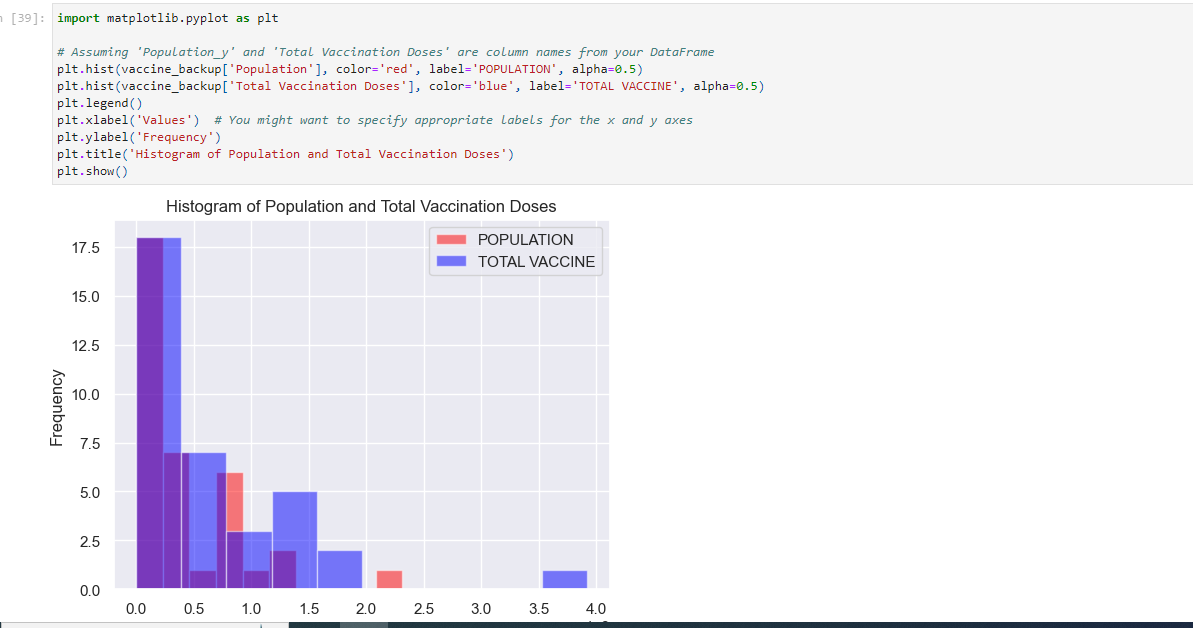 [39]:
import matplotlib.pyplot as plt
# Assuming 'Population_y' and 'Total Vaccination Doses' are column names from your DataFrame
plt.hist(vaccine_backup['Population'], color='red', label='POPULATION', alpha=0.5)
plt.hist(vaccine_backup['Total Vaccination Doses'], color='blue', label='TOTAL VACCINE', alpha=0.5)
plt.legend()
plt.xlabel('Values')  # You might want to specify appropriate labels for the x and y axes
plt.ylabel('Frequency')
plt.title('Histogram of Population and Total Vaccination Doses')
plt.show()
Histogram of Population and Total Vaccination Doses
POPULATION
TOTAL VACCINE
17.5
15.0
12.5
10.0
7.5
5.0
2.5
0.0
Frequency
0.0 0.5 1.0 1.5 2.0 2.5 3.0 3.5 4.0